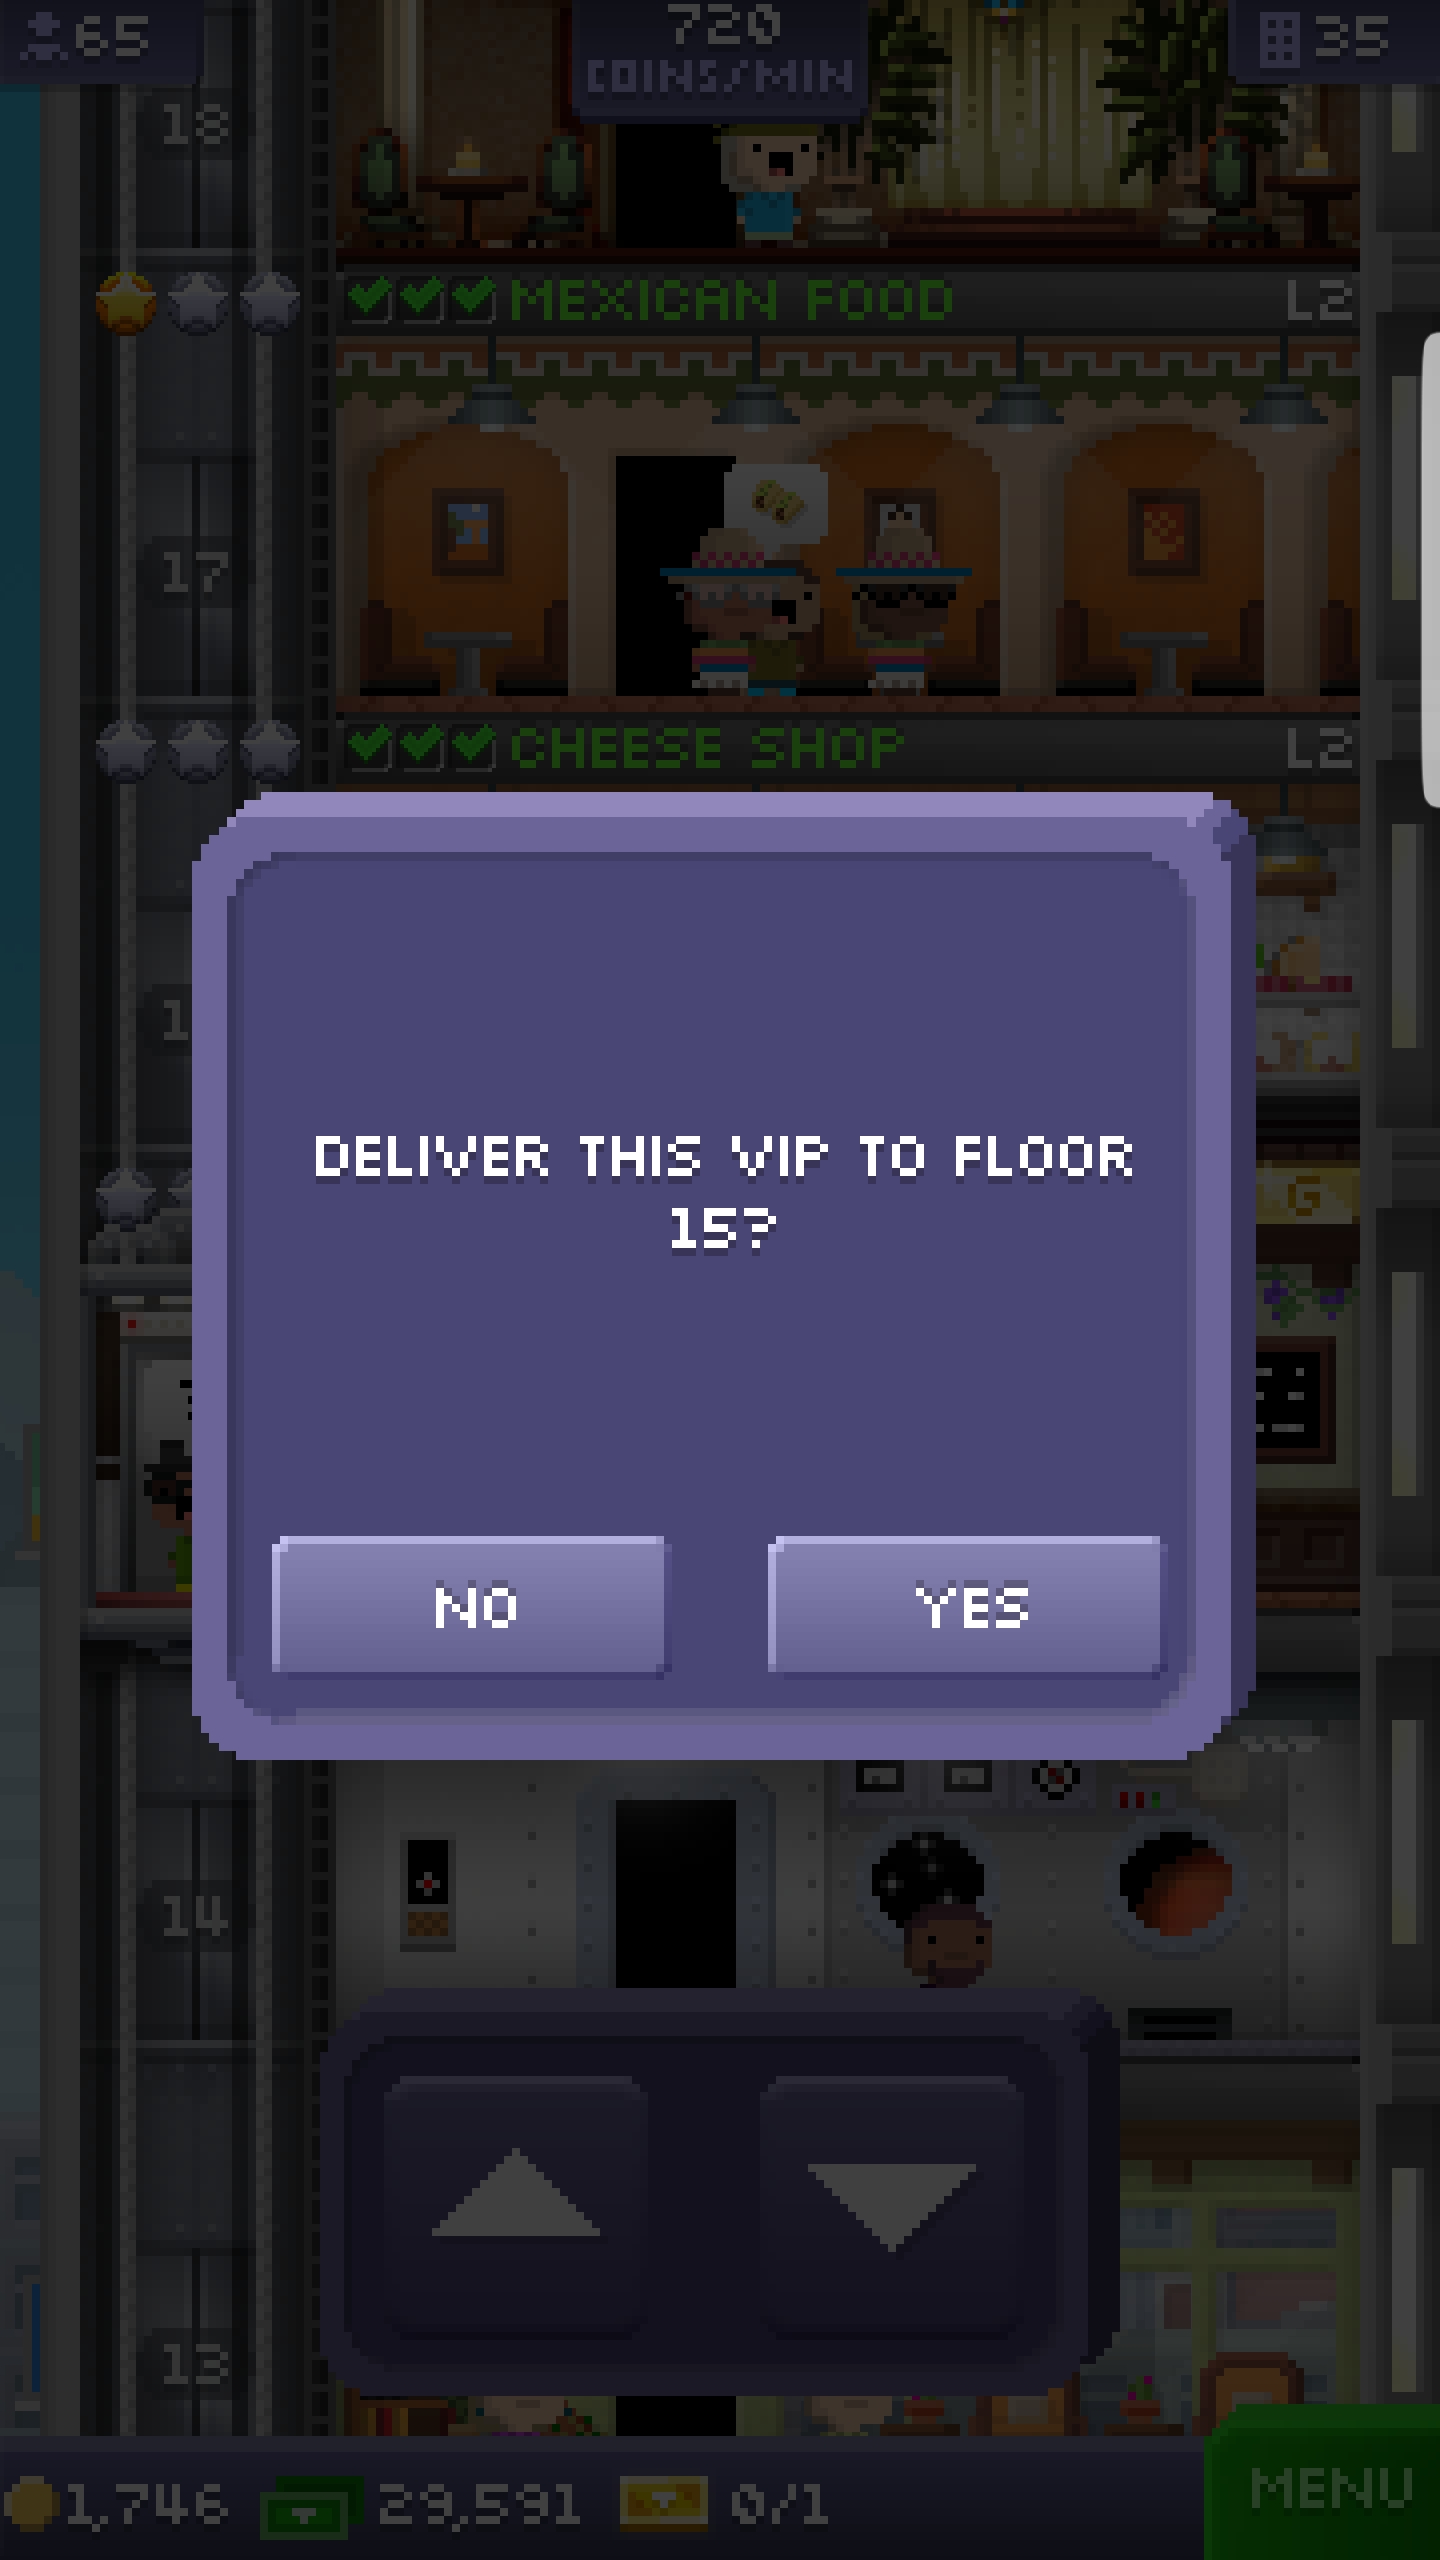 65
720
COINS/MIN
35
18
MEXICAN FOOD
L2
17
CHEESE SHOP
L2
1
G
DELIVER THIS VIP TO FLOOR
15?
NO
YES
14
13
1,746
29,591
0/1
MENU